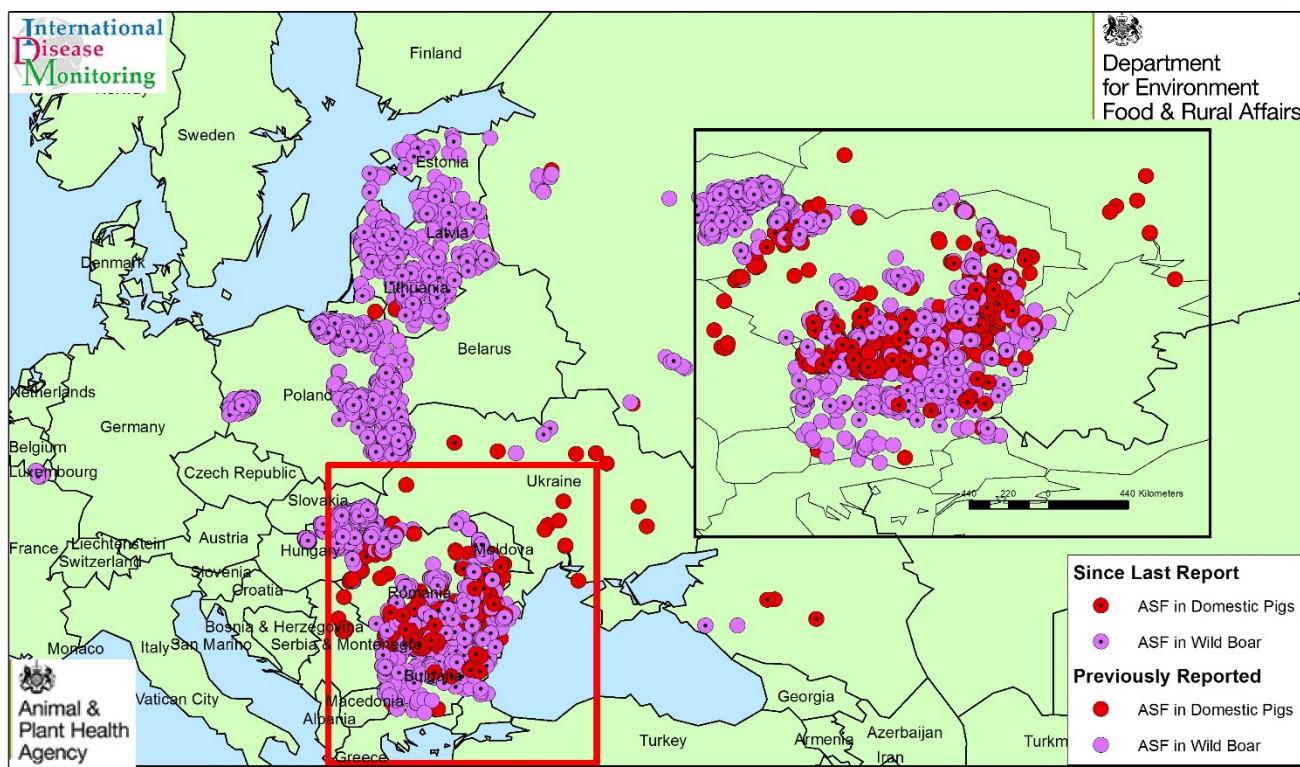 International
Disease
Monitoring
Department
for Environment
Food & Rural Affairs
Norway
Finland
Sweden
Estonia
Latvia
Denmark
Lithuania
Belarus
Netherlands
Poland
Germany
Belgium
Luxembourg
Czech Republic
Ukraine
Slovakia
France
Liechtenstein
Austria
Switzerland
Hungary
Moldova
Slovenia
Croatia
Romania
Bosnia & Herzegovina
Monaco
Italy
San Marino
Serbia & Montenegro
Bulgaria
Vatican City
Macedonia
Albania
Georgia
Greece
Turkey
Armenia
Azerbaijan
Iran
Turkm
440 220 0 440 Kilometers
Since Last Report
ASF in Domestic Pigs
ASF in Wild Boar
Previously Reported
ASF in Domestic Pigs
ASF in Wild Boar
Animal &
Plant Health
Agency